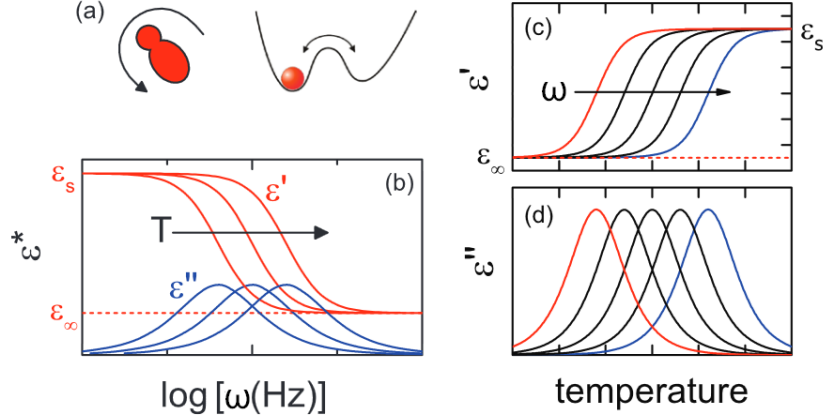 (a)
(b)
ε*
εs
ε∞
ε'
T
ε''
log [ω(Hz)]
(c)
ε'
εs
ω
ε∞
(d)
ε''
temperature